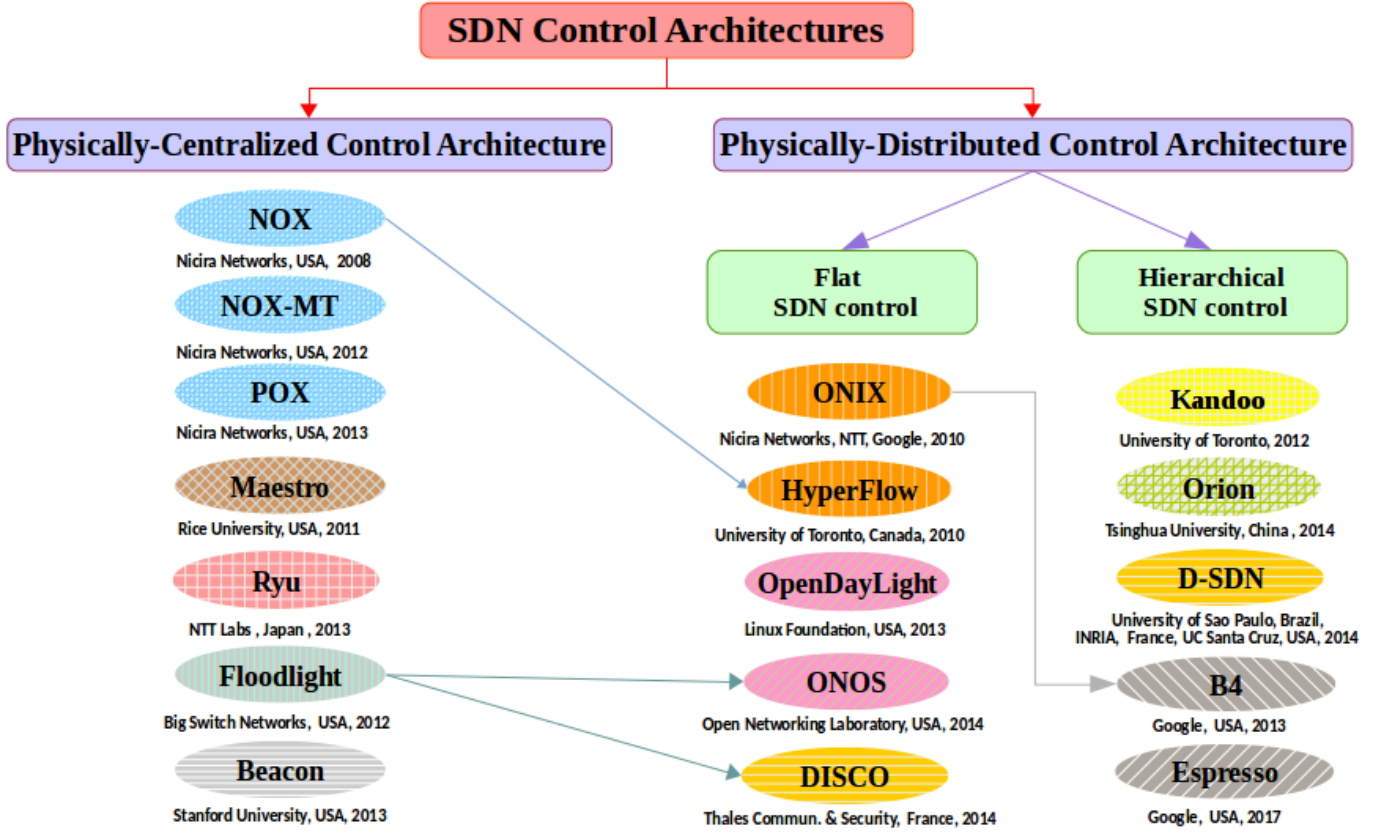 SDN Control Architectures
Physically-Centralized Control Architecture
NOX
Nicira Networks, USA, 2008
NOX-MT
Nicira Networks, USA, 2012
POX
Nicira Networks, USA, 2013
Maestro
Rice University, USA, 2011
Ryu
NTT Labs , Japan , 2013
Floodlight
Big Switch Networks, USA, 2012
Beacon
Stanford University, USA, 2013
Physically-Distributed Control Architecture
Flat
SDN control
ONIX
Nicira Networks, NTT, Google, 2010
HyperFlow
University of Toronto, Canada, 2010
OpenDayLight
Linux Foundation, USA, 2013
ONOS
Open Networking Laboratory, USA, 2014
DISCO
Thales Commun. & Security, France, 2014
Hierarchical
SDN control
Kandoo
University of Toronto, 2012
Orion
Tsinghua University, China , 2014
D-SDN
University of Sao Paulo, Brazil,
INRIA, France, UC Santa Cruz, USA, 2014
B4
Google, USA, 2013
Espresso
Google, USA, 2017